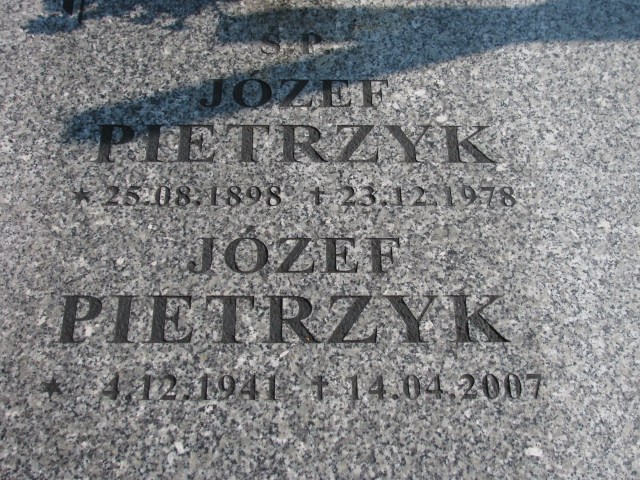 Ś.P.
JÓZEF
PIETRZYK
★ 25.08.1898 ✝ 23.12.1978
JÓZEF
PIETRZYK
★ 4.12.1941 ✝ 14.04.2007